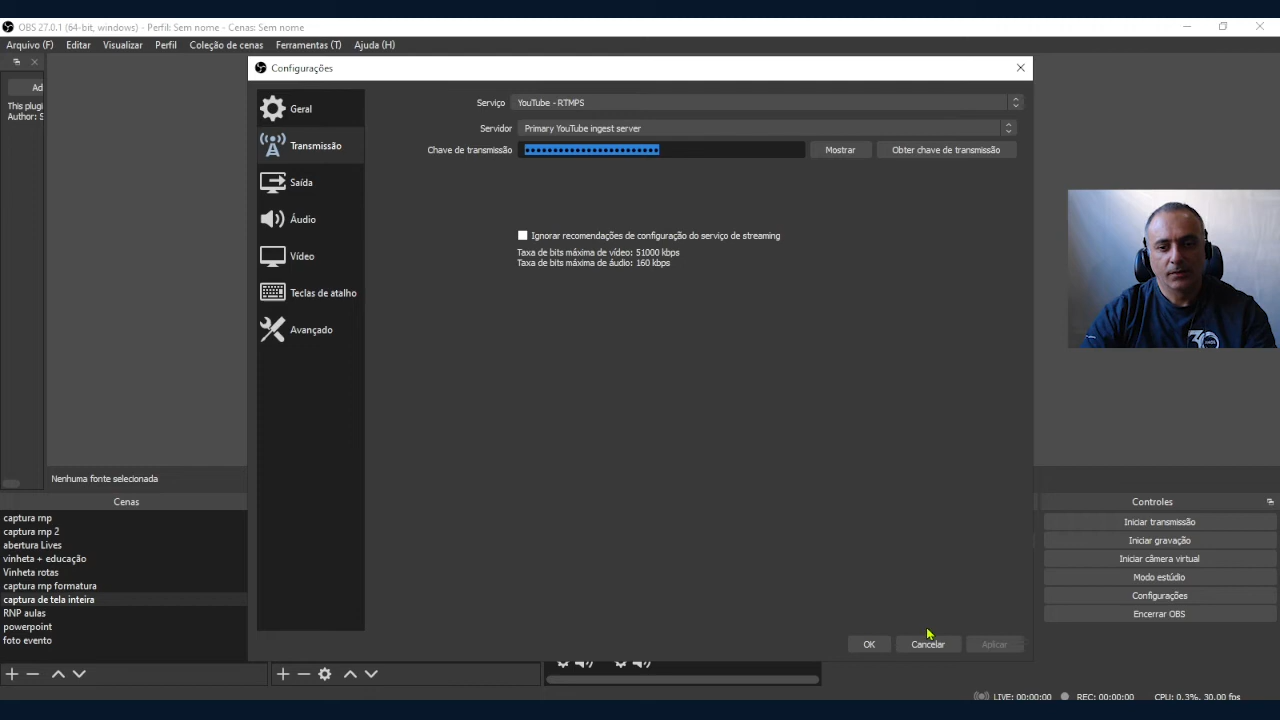 OBS 27.0.1 (64-bit, windows) - Perfil: Sem nome - Cenas: Sem nome
Arquivo (F) Editar Visualizar Perfil Coleção de cenas Ferramentas (T) Ajuda (H)
Configurações
Ad
This plugi
Author: S
Geral
Transmissão
Saída
Áudio
Vídeo
Teclas de atalho
Avançado
Serviço YouTube - RTMPS
Servidor Primary YouTube ingest server
Chave de transmissão Mostrar Obter chave de transmissão
Ignorar recomendações de configuração do serviço de streaming
Taxa de bits máxima de vídeo: 51000 kbps
Taxa de bits máxima de áudio: 160 kbps
30
Nenhuma fonte selecionada
Cenas
captura rnp
captura rnp 2
abertura Lives
vinheta + educação
Vinheta rotas
captura rnp formatura
captura de tela inteira
RNP aulas
powerpoint
foto evento
Controles
Iniciar transmissão
Iniciar gravação
Iniciar câmera virtual
Modo estúdio
Configurações
Encerrar OBS
OK Cancelar Aplicar
LIVE: 00:00:00 REC: 00:00:00 CPU: 0.3%, 30.00 fps